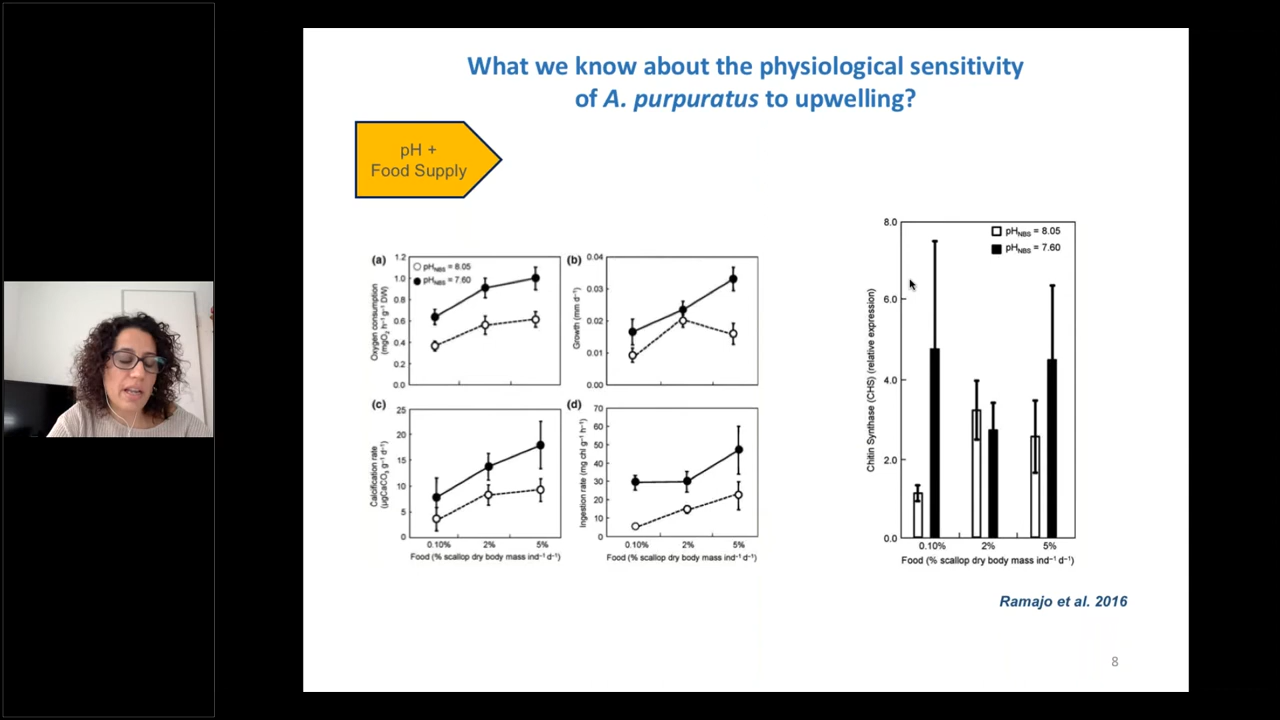 What we know about the physiological sensitivity
of A. purpuratus to upwelling?
pH +
Food Supply
(a)
1.2
1.0
0.8
0.6
0.4
0.2
0.0
Oxygen consumption
(mgO₂ h⁻¹ g⁻¹ DW)
pHNBS = 8.05
pHNBS = 7.60
(b)
0.04
0.03
0.02
0.01
0.00
Growth (mm d⁻¹)
(c)
25
20
15
10
5
0
Calcification rate
(µgCaCO₃ g⁻¹ d⁻¹)
0.10%
2%
5%
Food (% scallop dry body mass ind⁻¹ d⁻¹)
(d)
70
60
50
40
30
20
10
0
Ingestion rate (mg chl g⁻¹ h⁻¹)
0.10%
2%
5%
Food (% scallop dry body mass ind⁻¹ d⁻¹)
8.0
6.0
4.0
2.0
0.0
Chitin Synthase (CHS) (relative expression)
pHNBS = 8.05
pHNBS = 7.60
0.10%
2%
5%
Food (% scallop dry body mass ind⁻¹ d⁻¹)
Ramajo et al. 2016
8